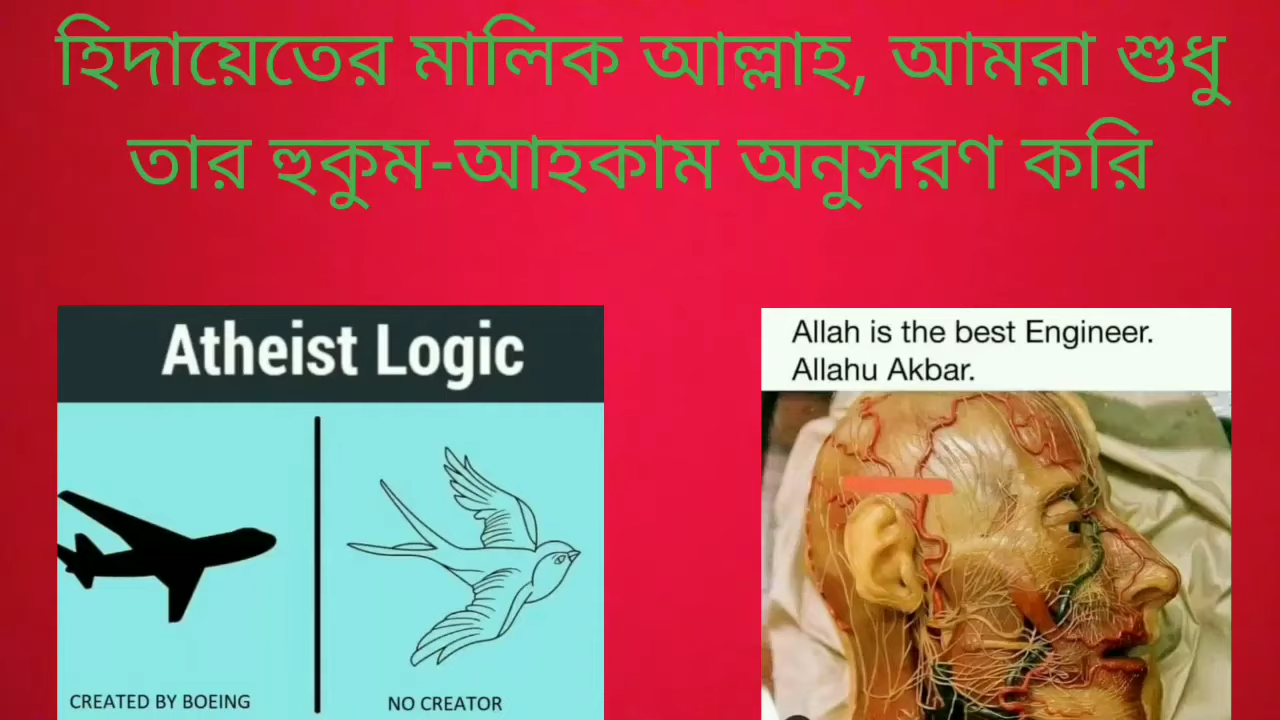 হিদায়েতের মালিক আল্লাহ, আমরা শুধু
তার হুকুম-আহকাম অনুসরণ করি
Atheist Logic
CREATED BY BOEING
NO CREATOR
Allah is the best Engineer.
Allahu Akbar.